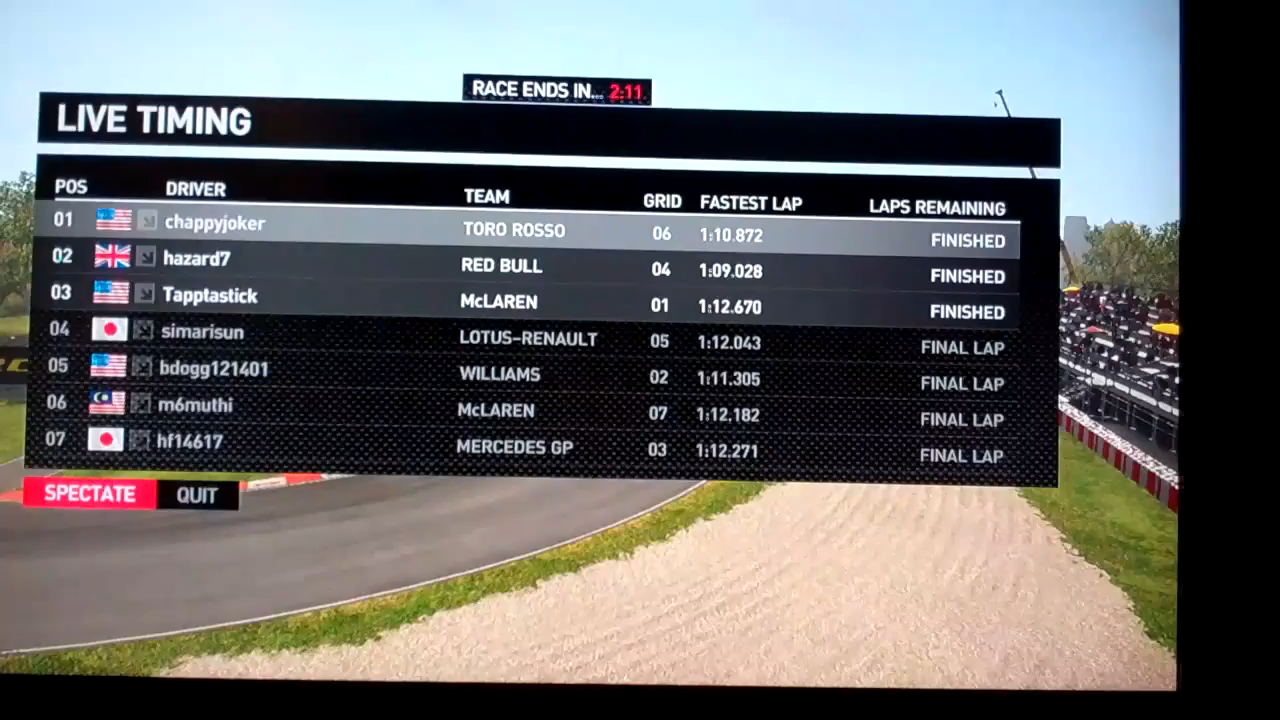 RACE ENDS IN... 2:11
LIVE TIMING
POS DRIVER TEAM GRID FASTEST LAP LAPS REMAINING
01 chappyjoker TORO ROSSO 06 1:10.872 FINISHED
02 hazard7 RED BULL 04 1:09.028 FINISHED
03 Tapptastick McLAREN 01 1:12.670 FINISHED
04 simarisun LOTUS-RENAULT 05 1:12.043 FINAL LAP
05 bdogg121401 WILLIAMS 02 1:11.305 FINAL LAP
06 m6muthi McLAREN 07 1:12.182 FINAL LAP
07 hf14617 MERCEDES GP 03 1:12.271 FINAL LAP
SPECTATE QUIT